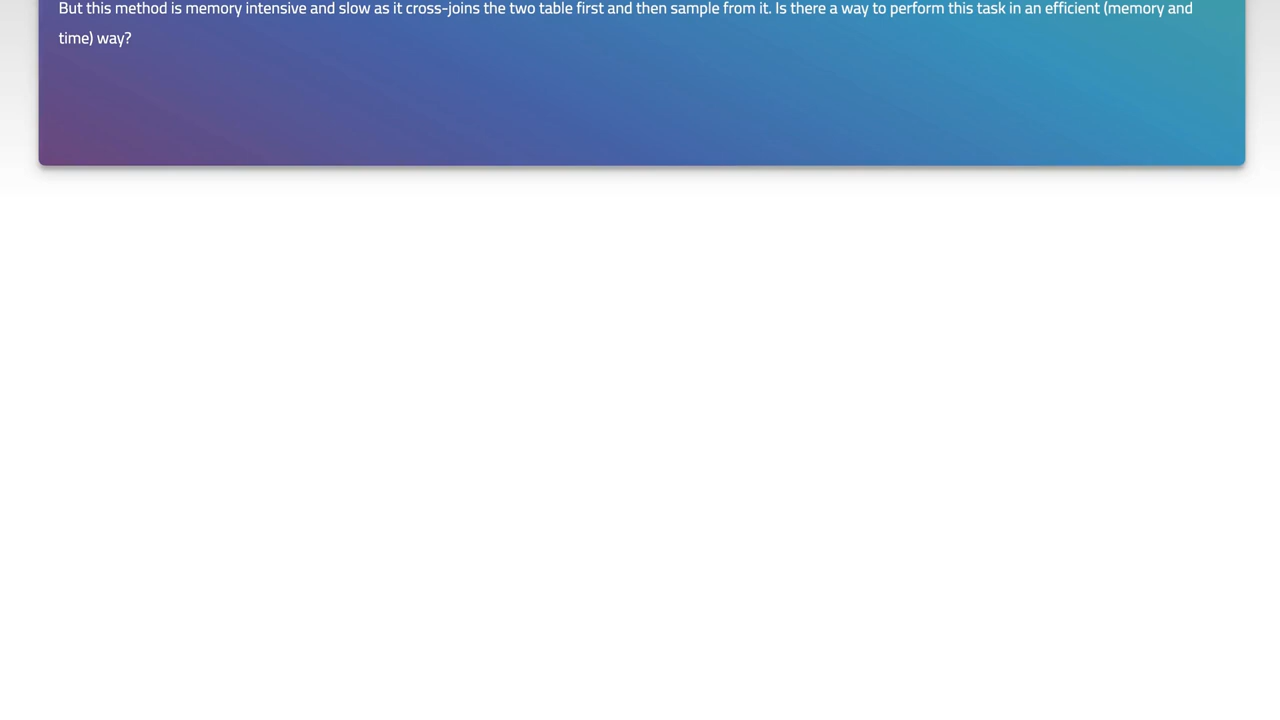 But this method is memory intensive and slow as it cross-joins the two table first and then sample from it. Is there a way to perform this task in an efficient (memory and
time) way?